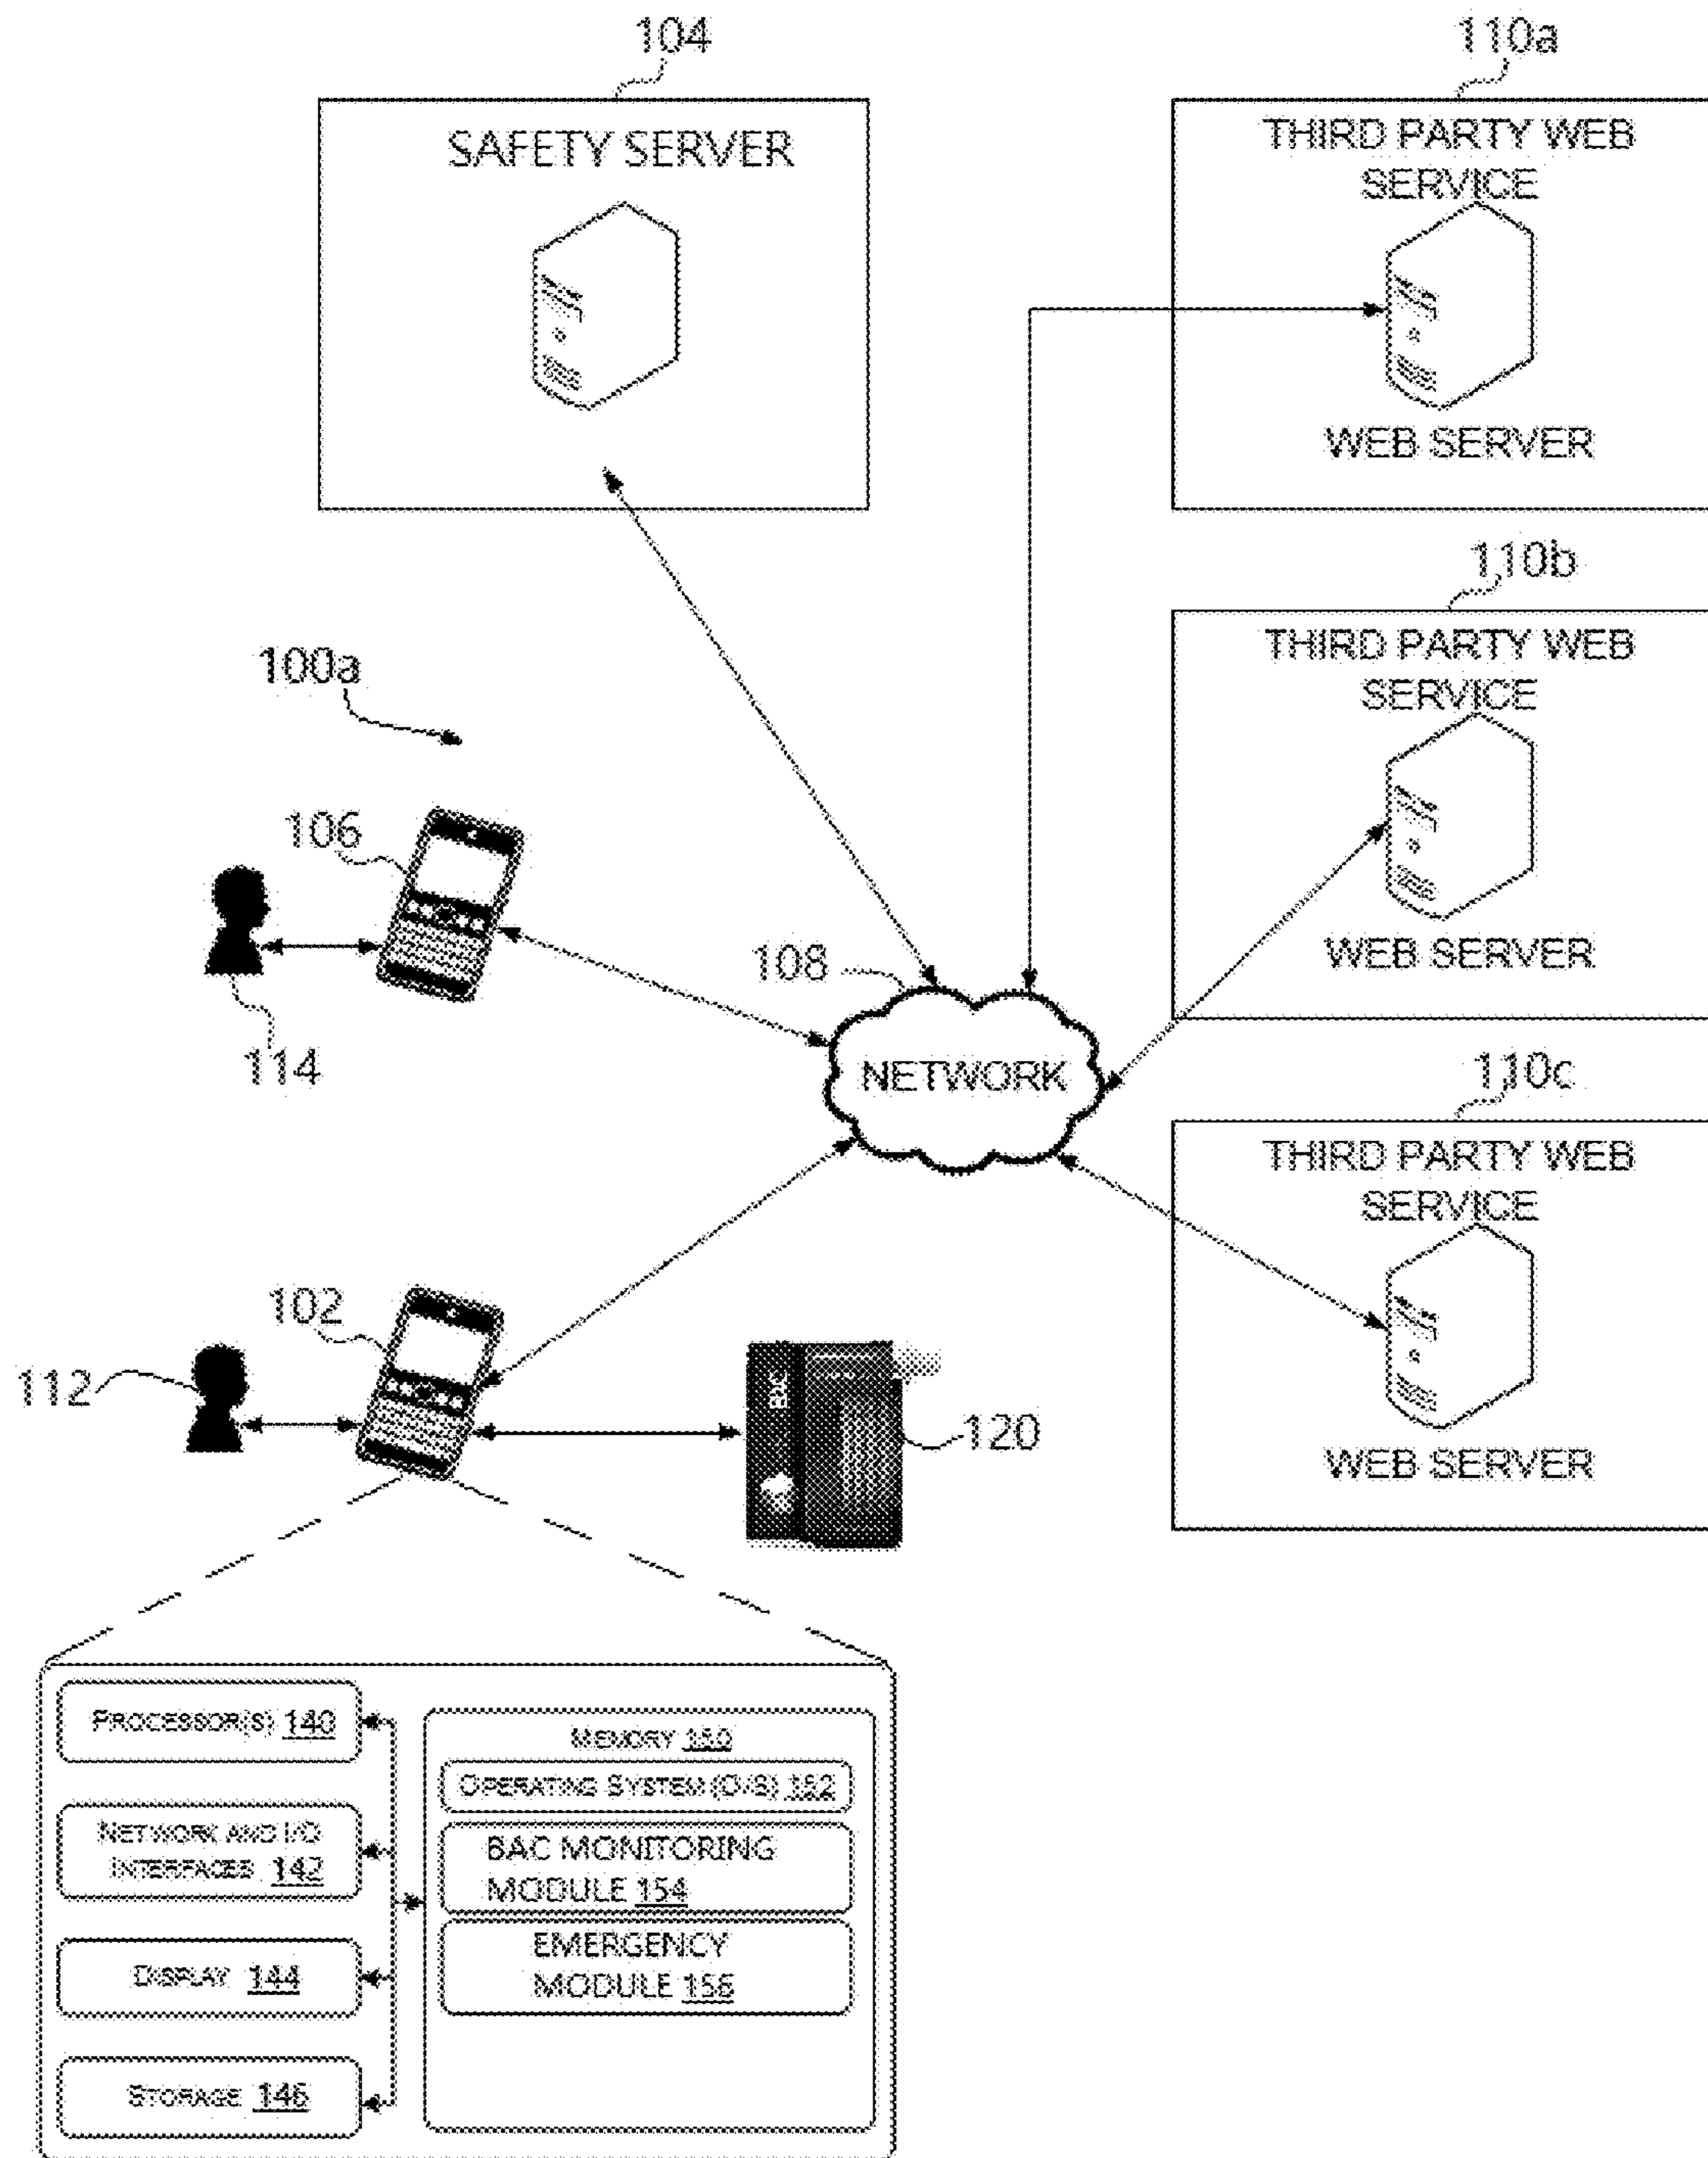 104
SAFETY SERVER
110a
THIRD PARTY WEB
SERVICE
WEB SERVER
110b
THIRD PARTY WEB
SERVICE
WEB SERVER
100a
106
114
108
NETWORK
110c
THIRD PARTY WEB
SERVICE
WEB SERVER
102
112
BAC
120
PROCESSOR(S) 140
NETWORK AND I/O
INTERFACES 142
DISPLAY 144
STORAGE 146
MEMORY 150
OPERATING SYSTEM (O/S) 152
BAC MONITORING
MODULE 154
EMERGENCY
MODULE 156